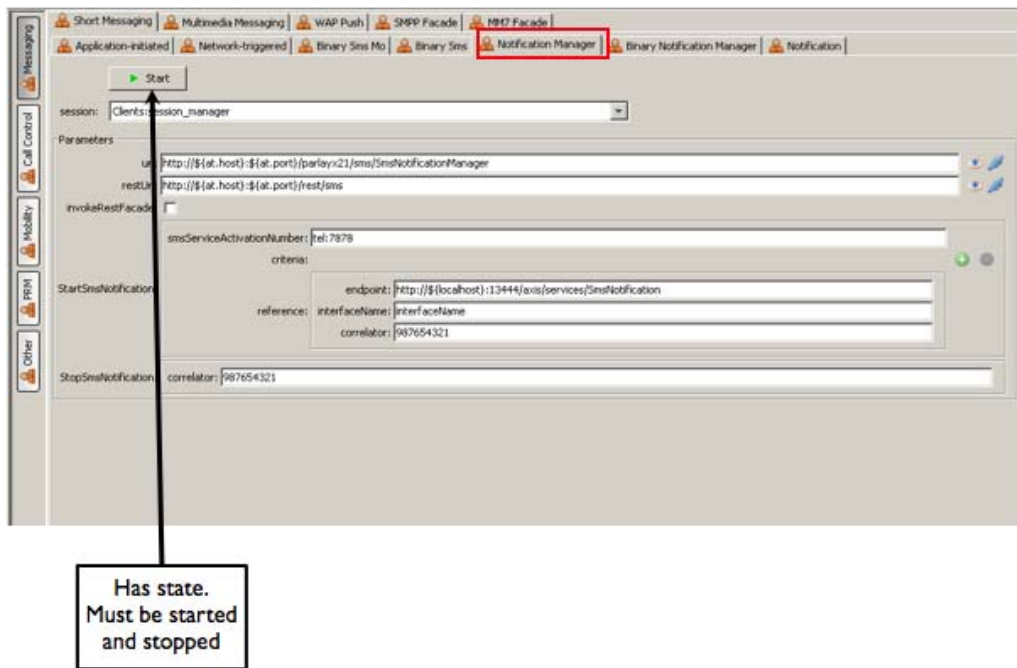 Short Messaging
Multimedia Messaging
WAP Push
SMPP Facade
MM7 Facade
Application-initiated
Network-triggered
Binary Sms Mo
Binary Sms
Notification Manager
Binary Notification Manager
Notification
Messaging
Call Control
Mobility
PRM
Other
Start
session: Clients:session_manager
Parameters
url: http://${at.host}:${at.port}/parlayx21/sms/SmsNotificationManager
restUrl: http://${at.host}:${at.port}/rest/sms
invokeRestFacade:
smsServiceActivationNumber: tel:7878
criteria:
StartSmsNotification
endpoint: http://${localhost}:13444/axis/services/SmsNotification
reference: interfaceName: interfaceName
correlator: 987654321
StopSmsNotification correlator: 987654321
Has state.
Must be started
and stopped